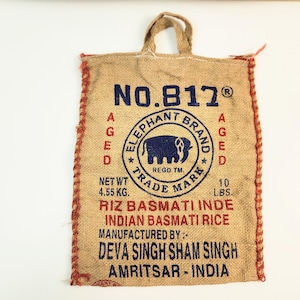 NO.817®
AGED
ELEPHANT BRAND
AGED
REGD TM
TRADE MARK
NET WT.
4.55 KG.
10
LBS.
RIZ BASMATI INDE
INDIAN BASMATI RICE
MANUFACTURED BY:-
DEVA SINGH SHAM SINGH
AMRITSAR - INDIA